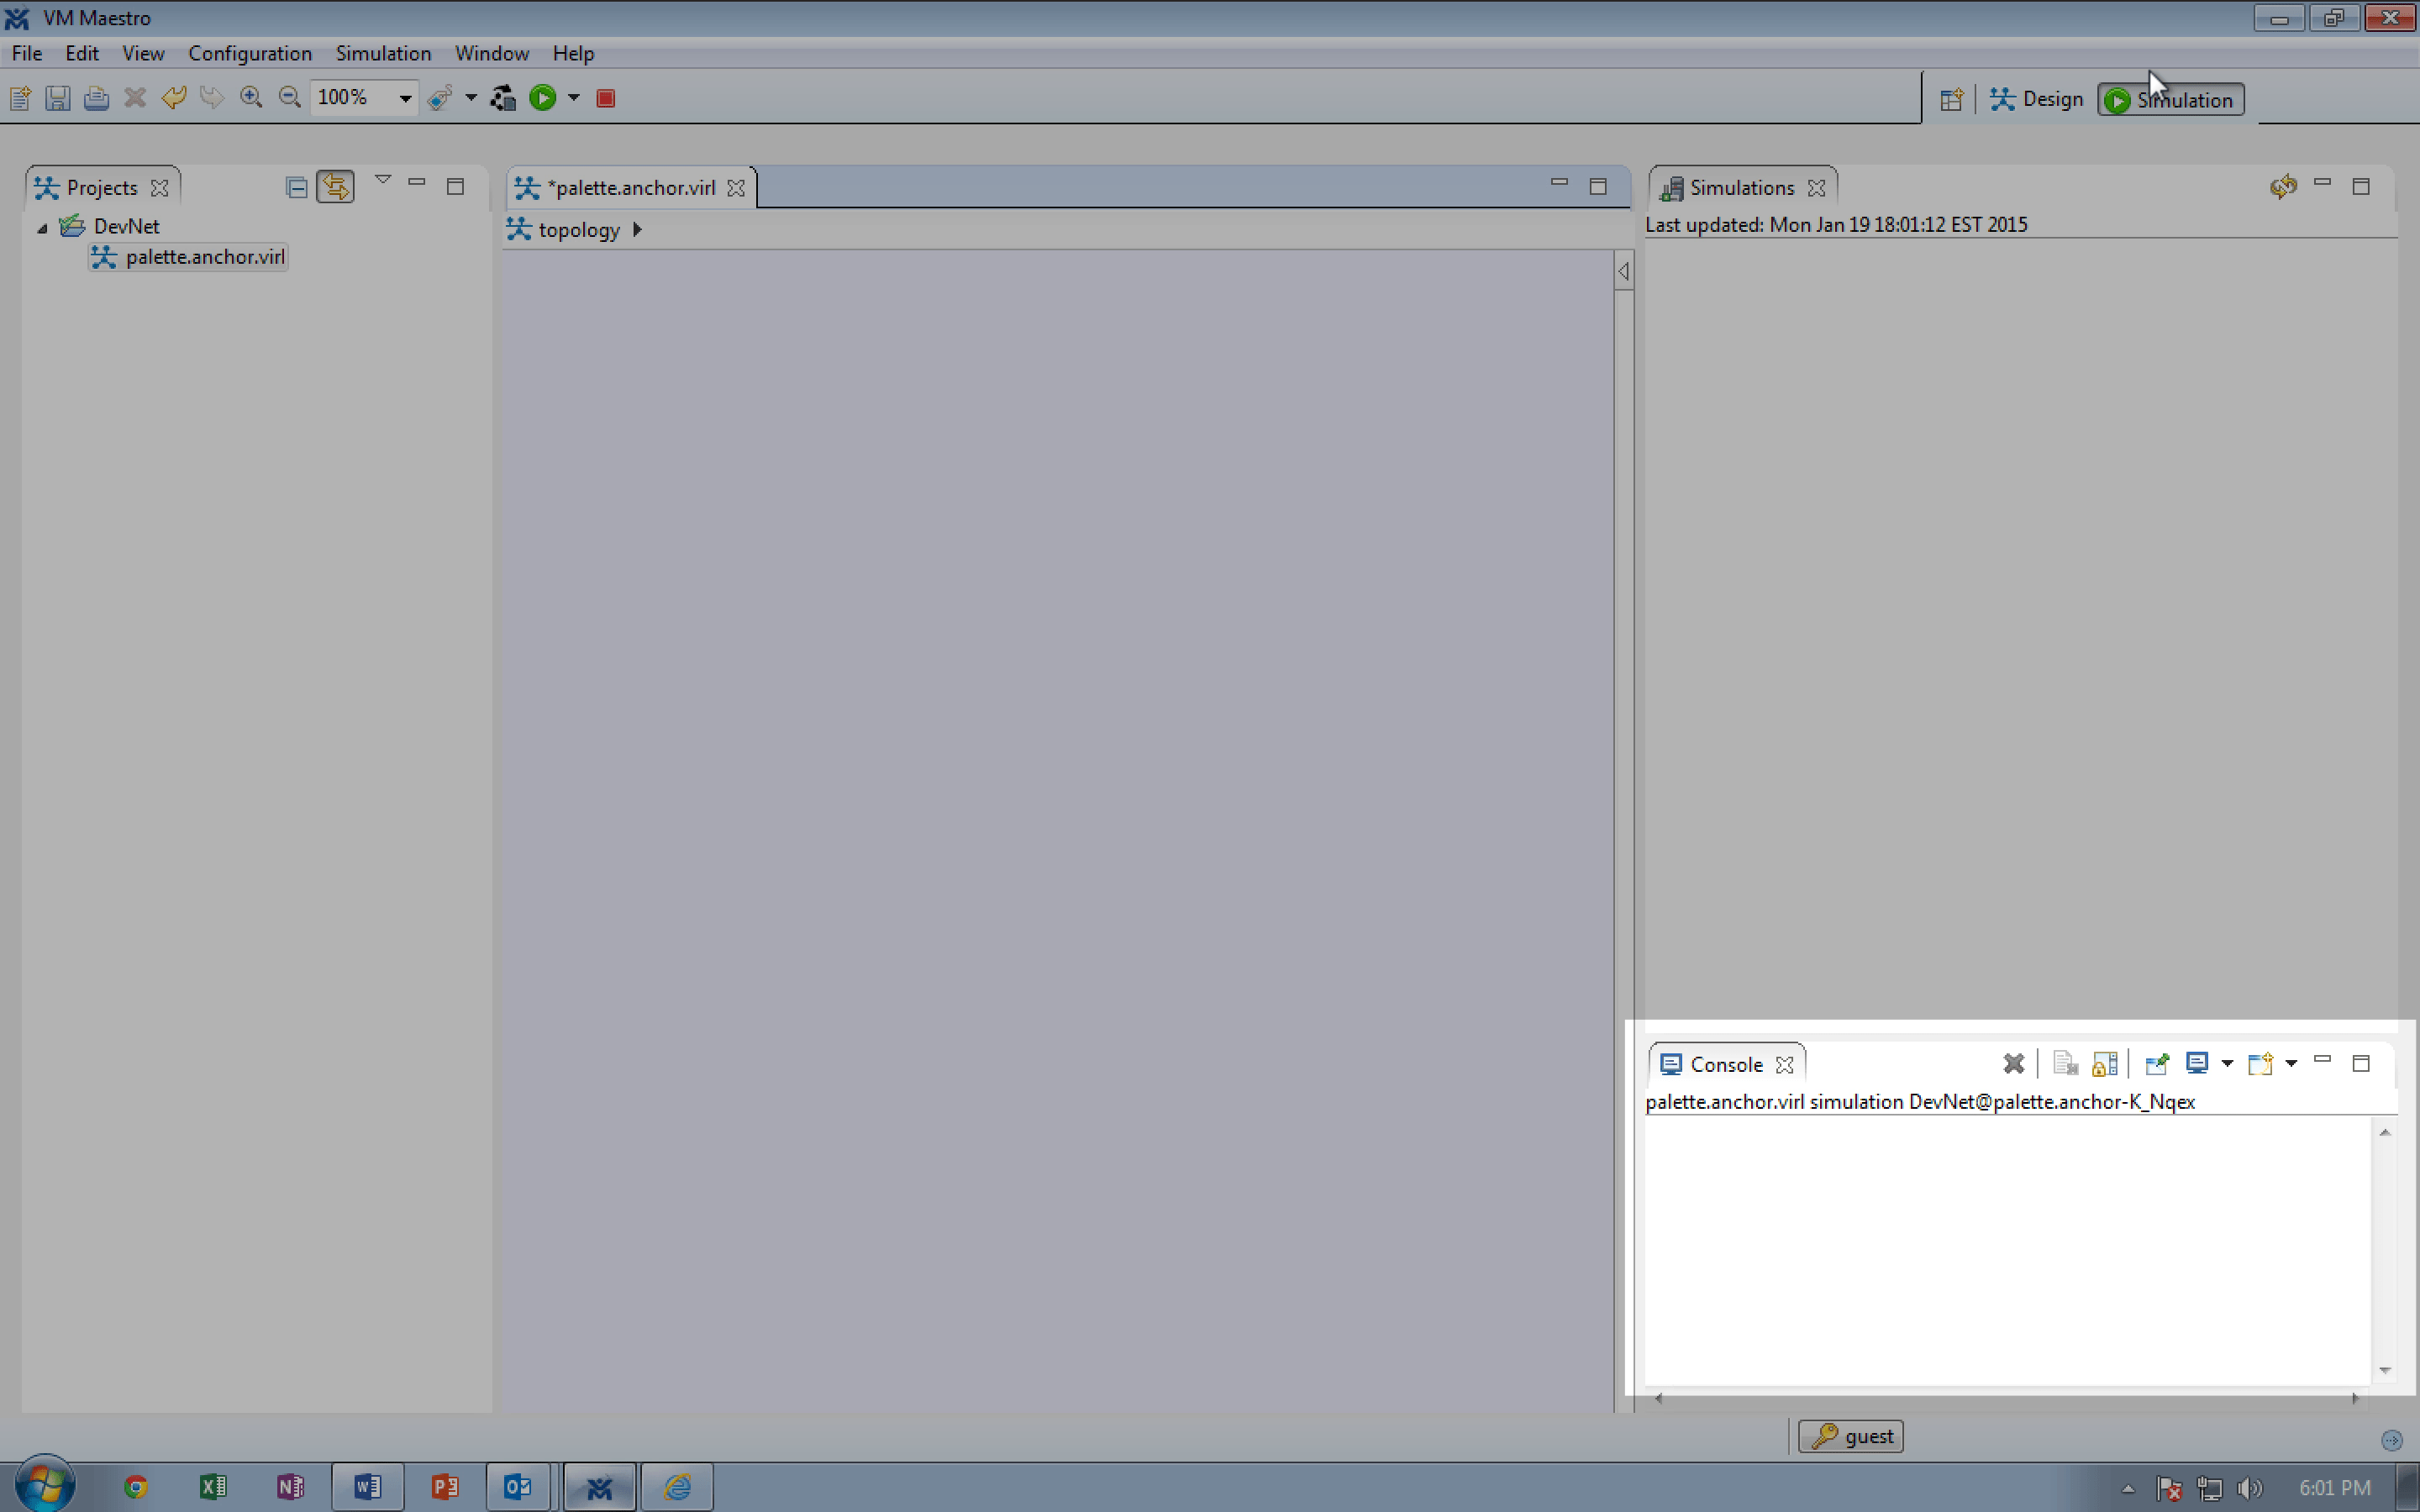 VM Maestro
File Edit View Configuration Simulation Window Help
100%
Design Simulation
Projects
DevNet
palette.anchor.virl
*palette.anchor.virl
topology
Simulations
Last updated: Mon Jan 19 18:01:12 EST 2015
Console
palette.anchor.virl simulation DevNet@palette.anchor-K_Nqex
guest
6:01 PM